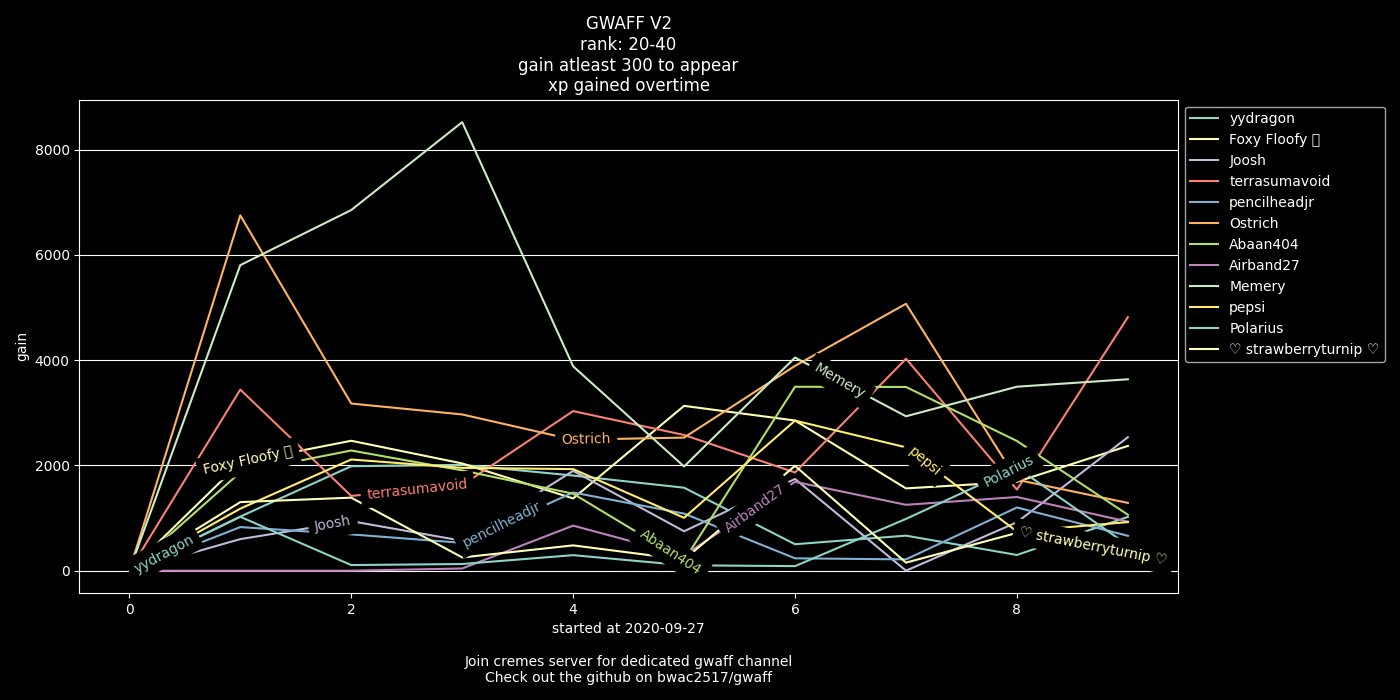 GWAFF V2
rank: 20-40
gain atleast 300 to appear
xp gained overtime
gain
8000
6000
4000
2000
0
0 2 4 6 8
started at 2020-09-27
Join cremes server for dedicated gwaff channel
Check out the github on bwac2517/gwaff
Memery
Ostrich
Foxy Floofy
terrasumavoid
pepsi
Polarius
Airband27
pencilheadjr
Joosh
yydragon
Abaan404
♡ strawberryturnip ♡
yydragon
Foxy Floofy
Joosh
terrasumavoid
pencilheadjr
Ostrich
Abaan404
Airband27
Memery
pepsi
Polarius
♡ strawberryturnip ♡